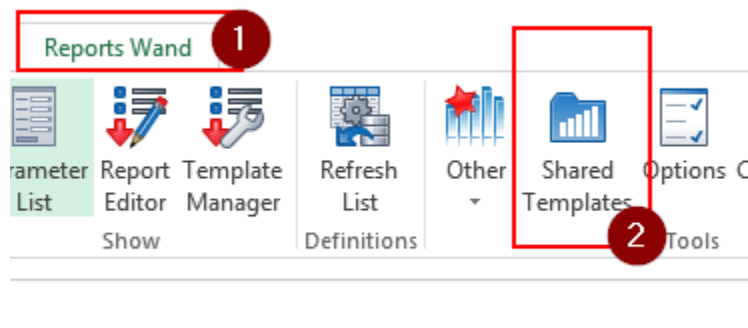 Reports Wand
1
rameter Report Template Refresh Other Shared Options C
List Editor Manager List Templates
Show Definitions 2 Tools